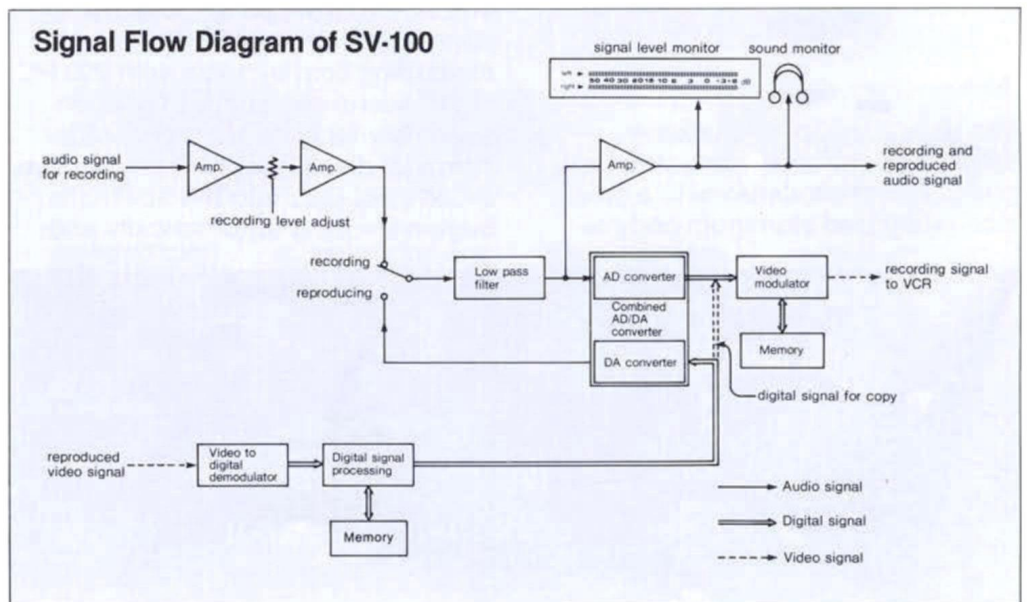 Signal Flow Diagram of SV-100
signal level monitor
sound monitor
left
50 40 30 20 16 10 6 3 0 +3+6 dB
right
audio signal
for recording
Amp.
Amp.
Amp.
recording and
reproduced
audio signal
recording level adjust
recording
reproducing
Low pass
filter
AD converter
Combined
AD/DA
converter
DA converter
Video
modulator
recording signal
to VCR
Memory
digital signal for copy
reproduced
video signal
Video to
digital
demodulator
Digital signal
processing
Memory
Audio signal
Digital signal
Video signal